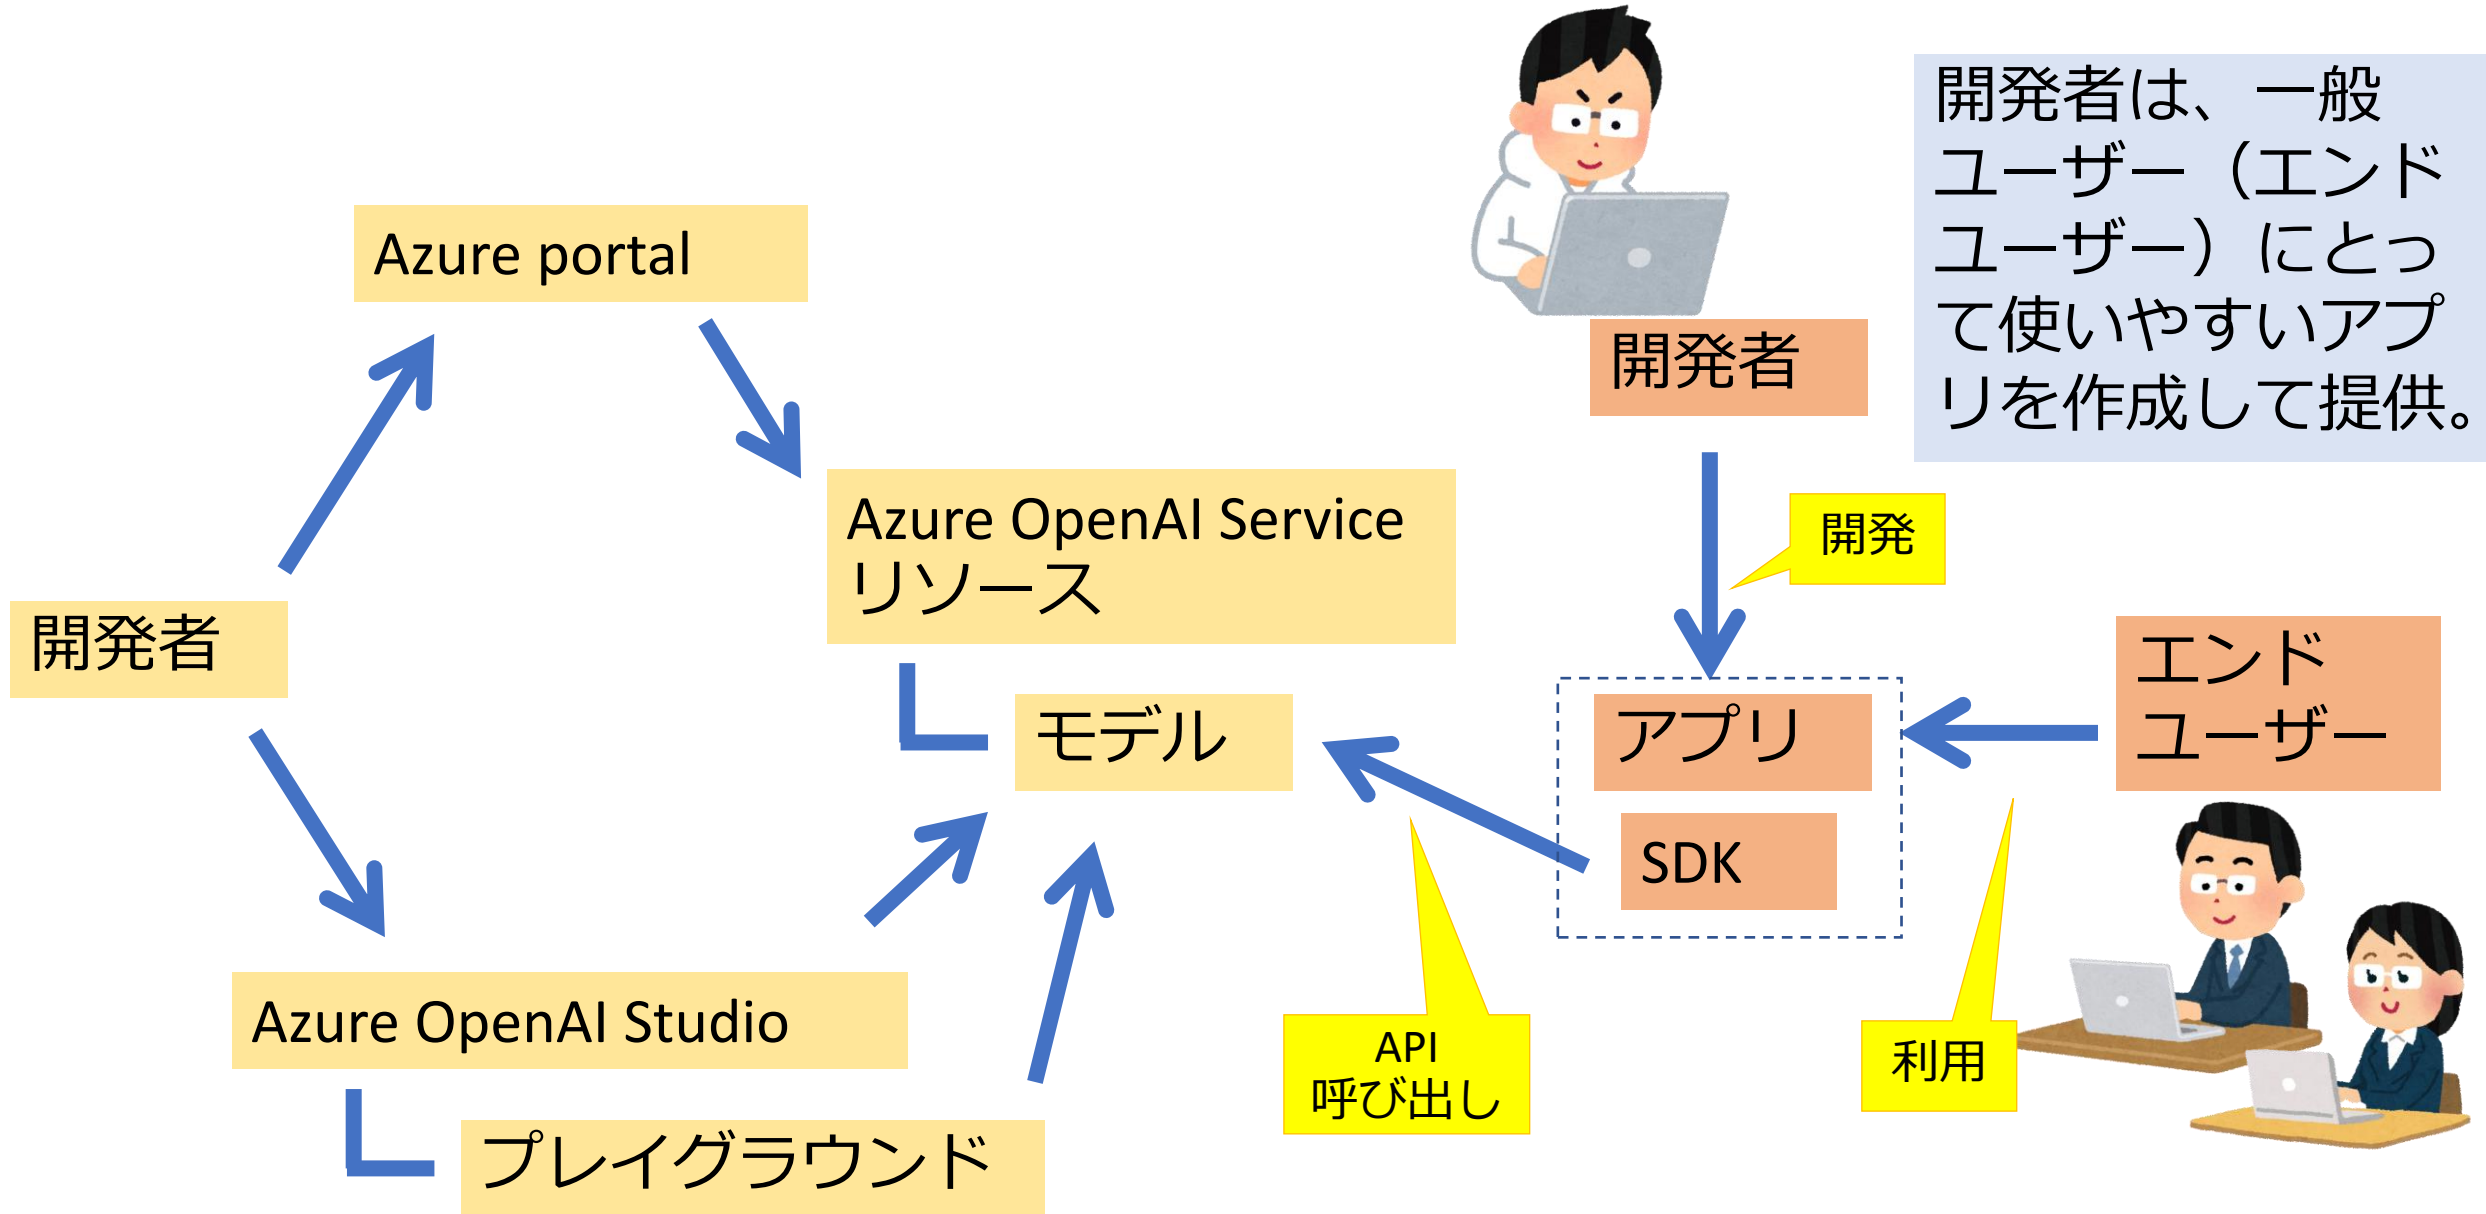 開発者は、一般
ユーザー（エンド
ユーザー）にとっ
て使いやすいアプ
リを作成して提供。
Azure portal
開発者
Azure OpenAI Service
リソース
開発
開発者
エンド
ユーザー
モデル
アプリ
SDK
Azure OpenAI Studio
API
呼び出し
利用
プレイグラウンド